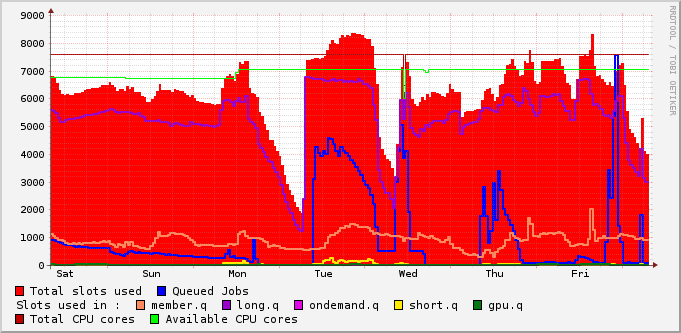 RRDTOOL / TOBI OETIKER
9000
8000
7000
6000
5000
4000
3000
2000
1000
0
Sat Sun Mon Tue Wed Thu Fri
Total slots used Queued Jobs
Slots used in : member.q long.q ondemand.q short.q gpu.q
Total CPU cores Available CPU cores